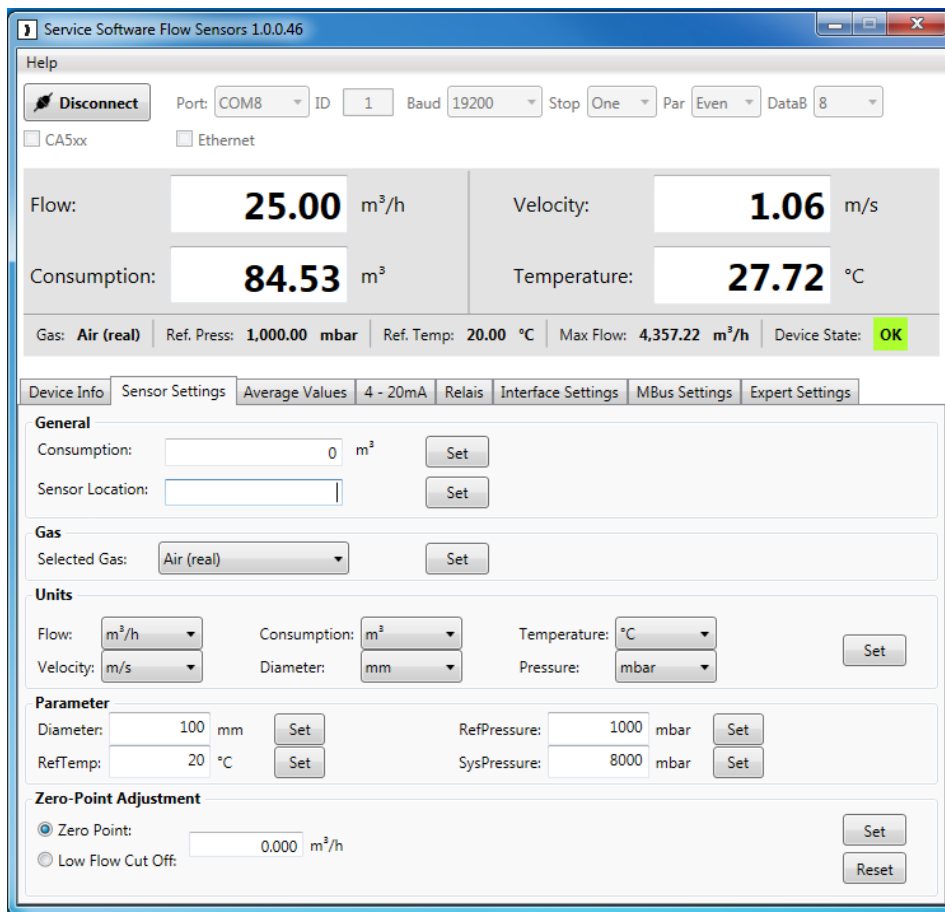 Service Software Flow Sensors 1.0.0.46
Help
Disconnect Port: COM8 ID 1 Baud 19200 Stop One Par Even DataB 8
CA5xx Ethernet
Flow: 25.00 m³/h Velocity: 1.06 m/s
Consumption: 84.53 m³ Temperature: 27.72 °C
Gas: Air (real) Ref. Press: 1,000.00 mbar Ref. Temp: 20.00 °C Max Flow: 4,357.22 m³/h Device State: OK
Device Info Sensor Settings Average Values 4 - 20mA Relais Interface Settings MBus Settings Expert Settings
General
Consumption: 0 m³ Set
Sensor Location: Set
Gas
Selected Gas: Air (real) Set
Units
Flow: m³/h Consumption: m³ Temperature: °C
Set
Velocity: m/s Diameter: mm Pressure: mbar
Parameter
Diameter: 100 mm Set RefPressure: 1000 mbar Set
RefTemp: 20 °C Set SysPressure: 8000 mbar Set
Zero-Point Adjustment
Zero Point: Set
0.000 m³/h
Low Flow Cut Off: Reset